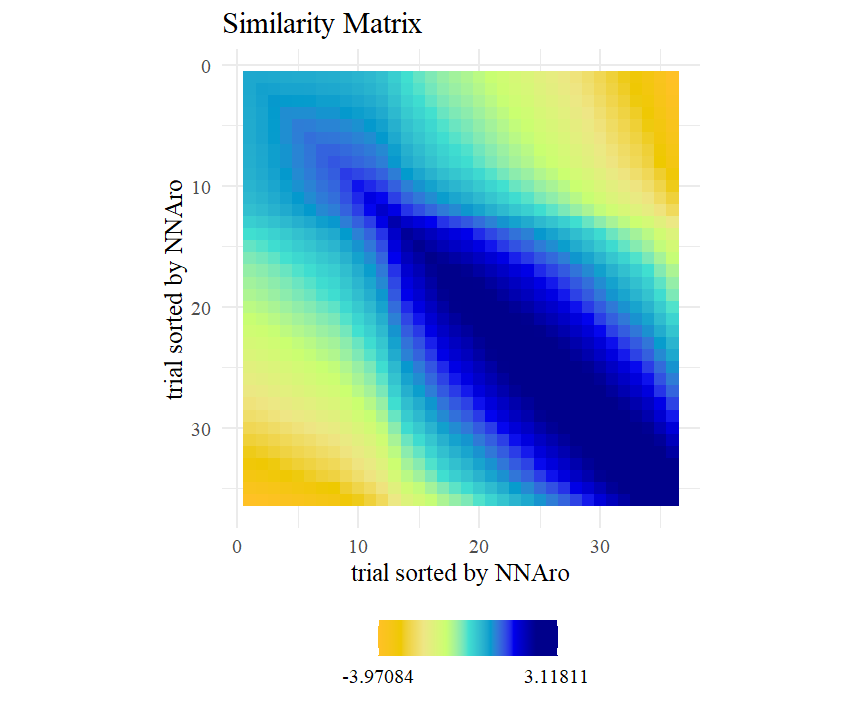 Similarity Matrix
0
10
20
30
trial sorted by NNAro
0 10 20 30
trial sorted by NNAro
-3.97084 3.11811